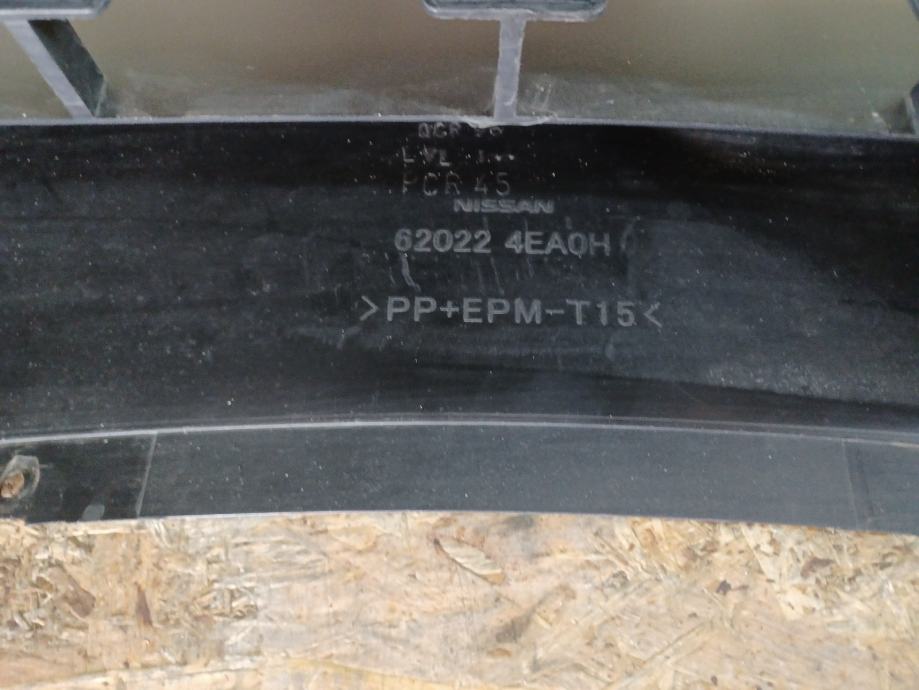 PCR 45
NISSAN
62022 4EA0H
>PP+EPM-T15<